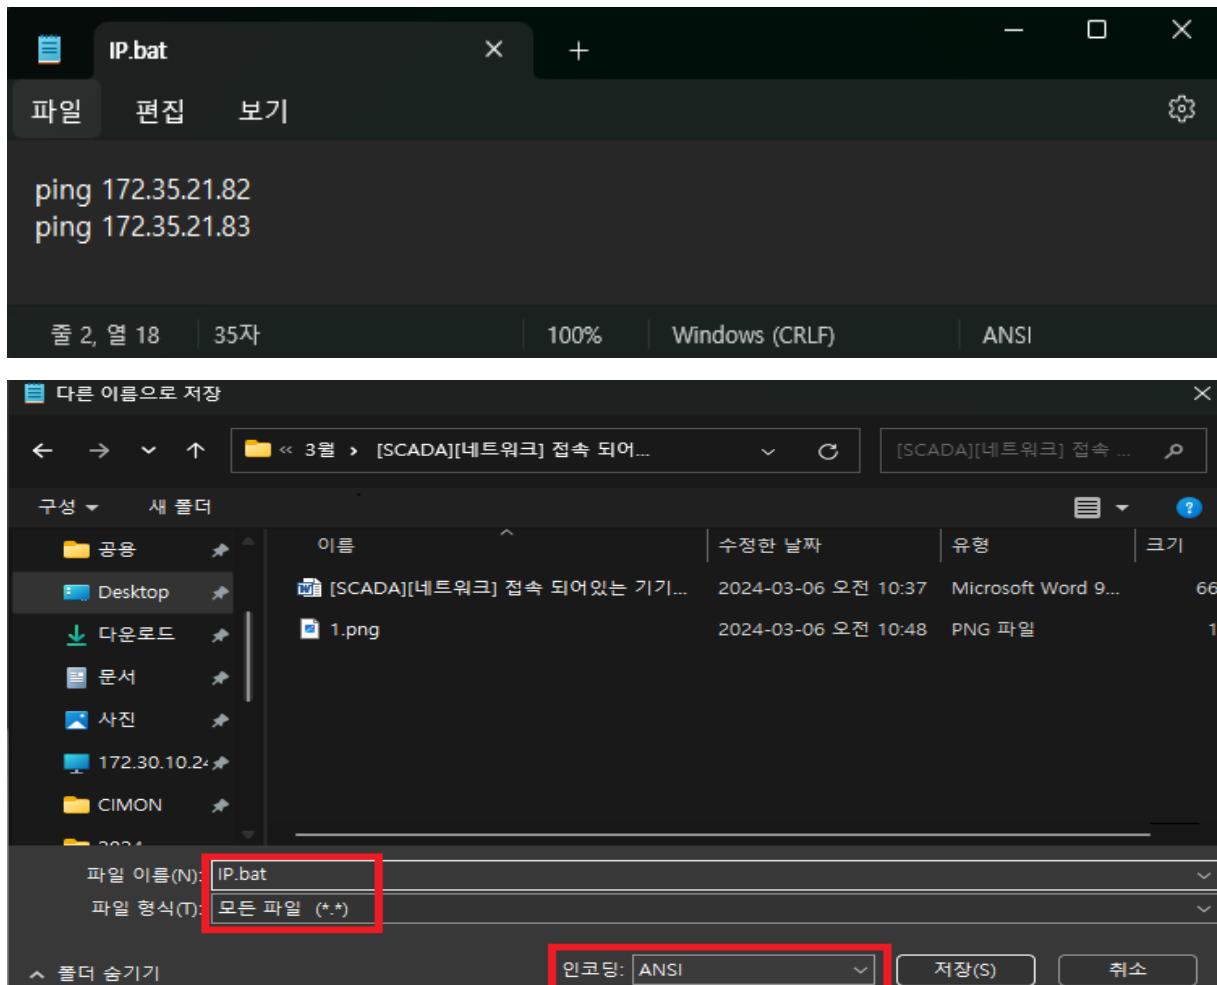 IP.bat
파일 편집 보기
ping 172.35.21.82
ping 172.35.21.83
줄 2, 열 18 35자 100% Windows (CRLF) ANSI
다른 이름으로 저장
« 3월 › [SCADA][네트워크] 접속 되어... [SCADA][네트워크] 접속 ...
구성 새 폴더
이름 수정한 날짜 유형 크기
공용
Desktop
다운로드
문서
사진
172.30.10.24
CIMON
2024
[SCADA][네트워크] 접속 되어있는 기기... 2024-03-06 오전 10:37 Microsoft Word 9... 66
1.png 2024-03-06 오전 10:48 PNG 파일 1
파일 이름(N): IP.bat
파일 형식(T): 모든 파일 (*.*)
폴더 숨기기 인코딩: ANSI 저장(S) 취소